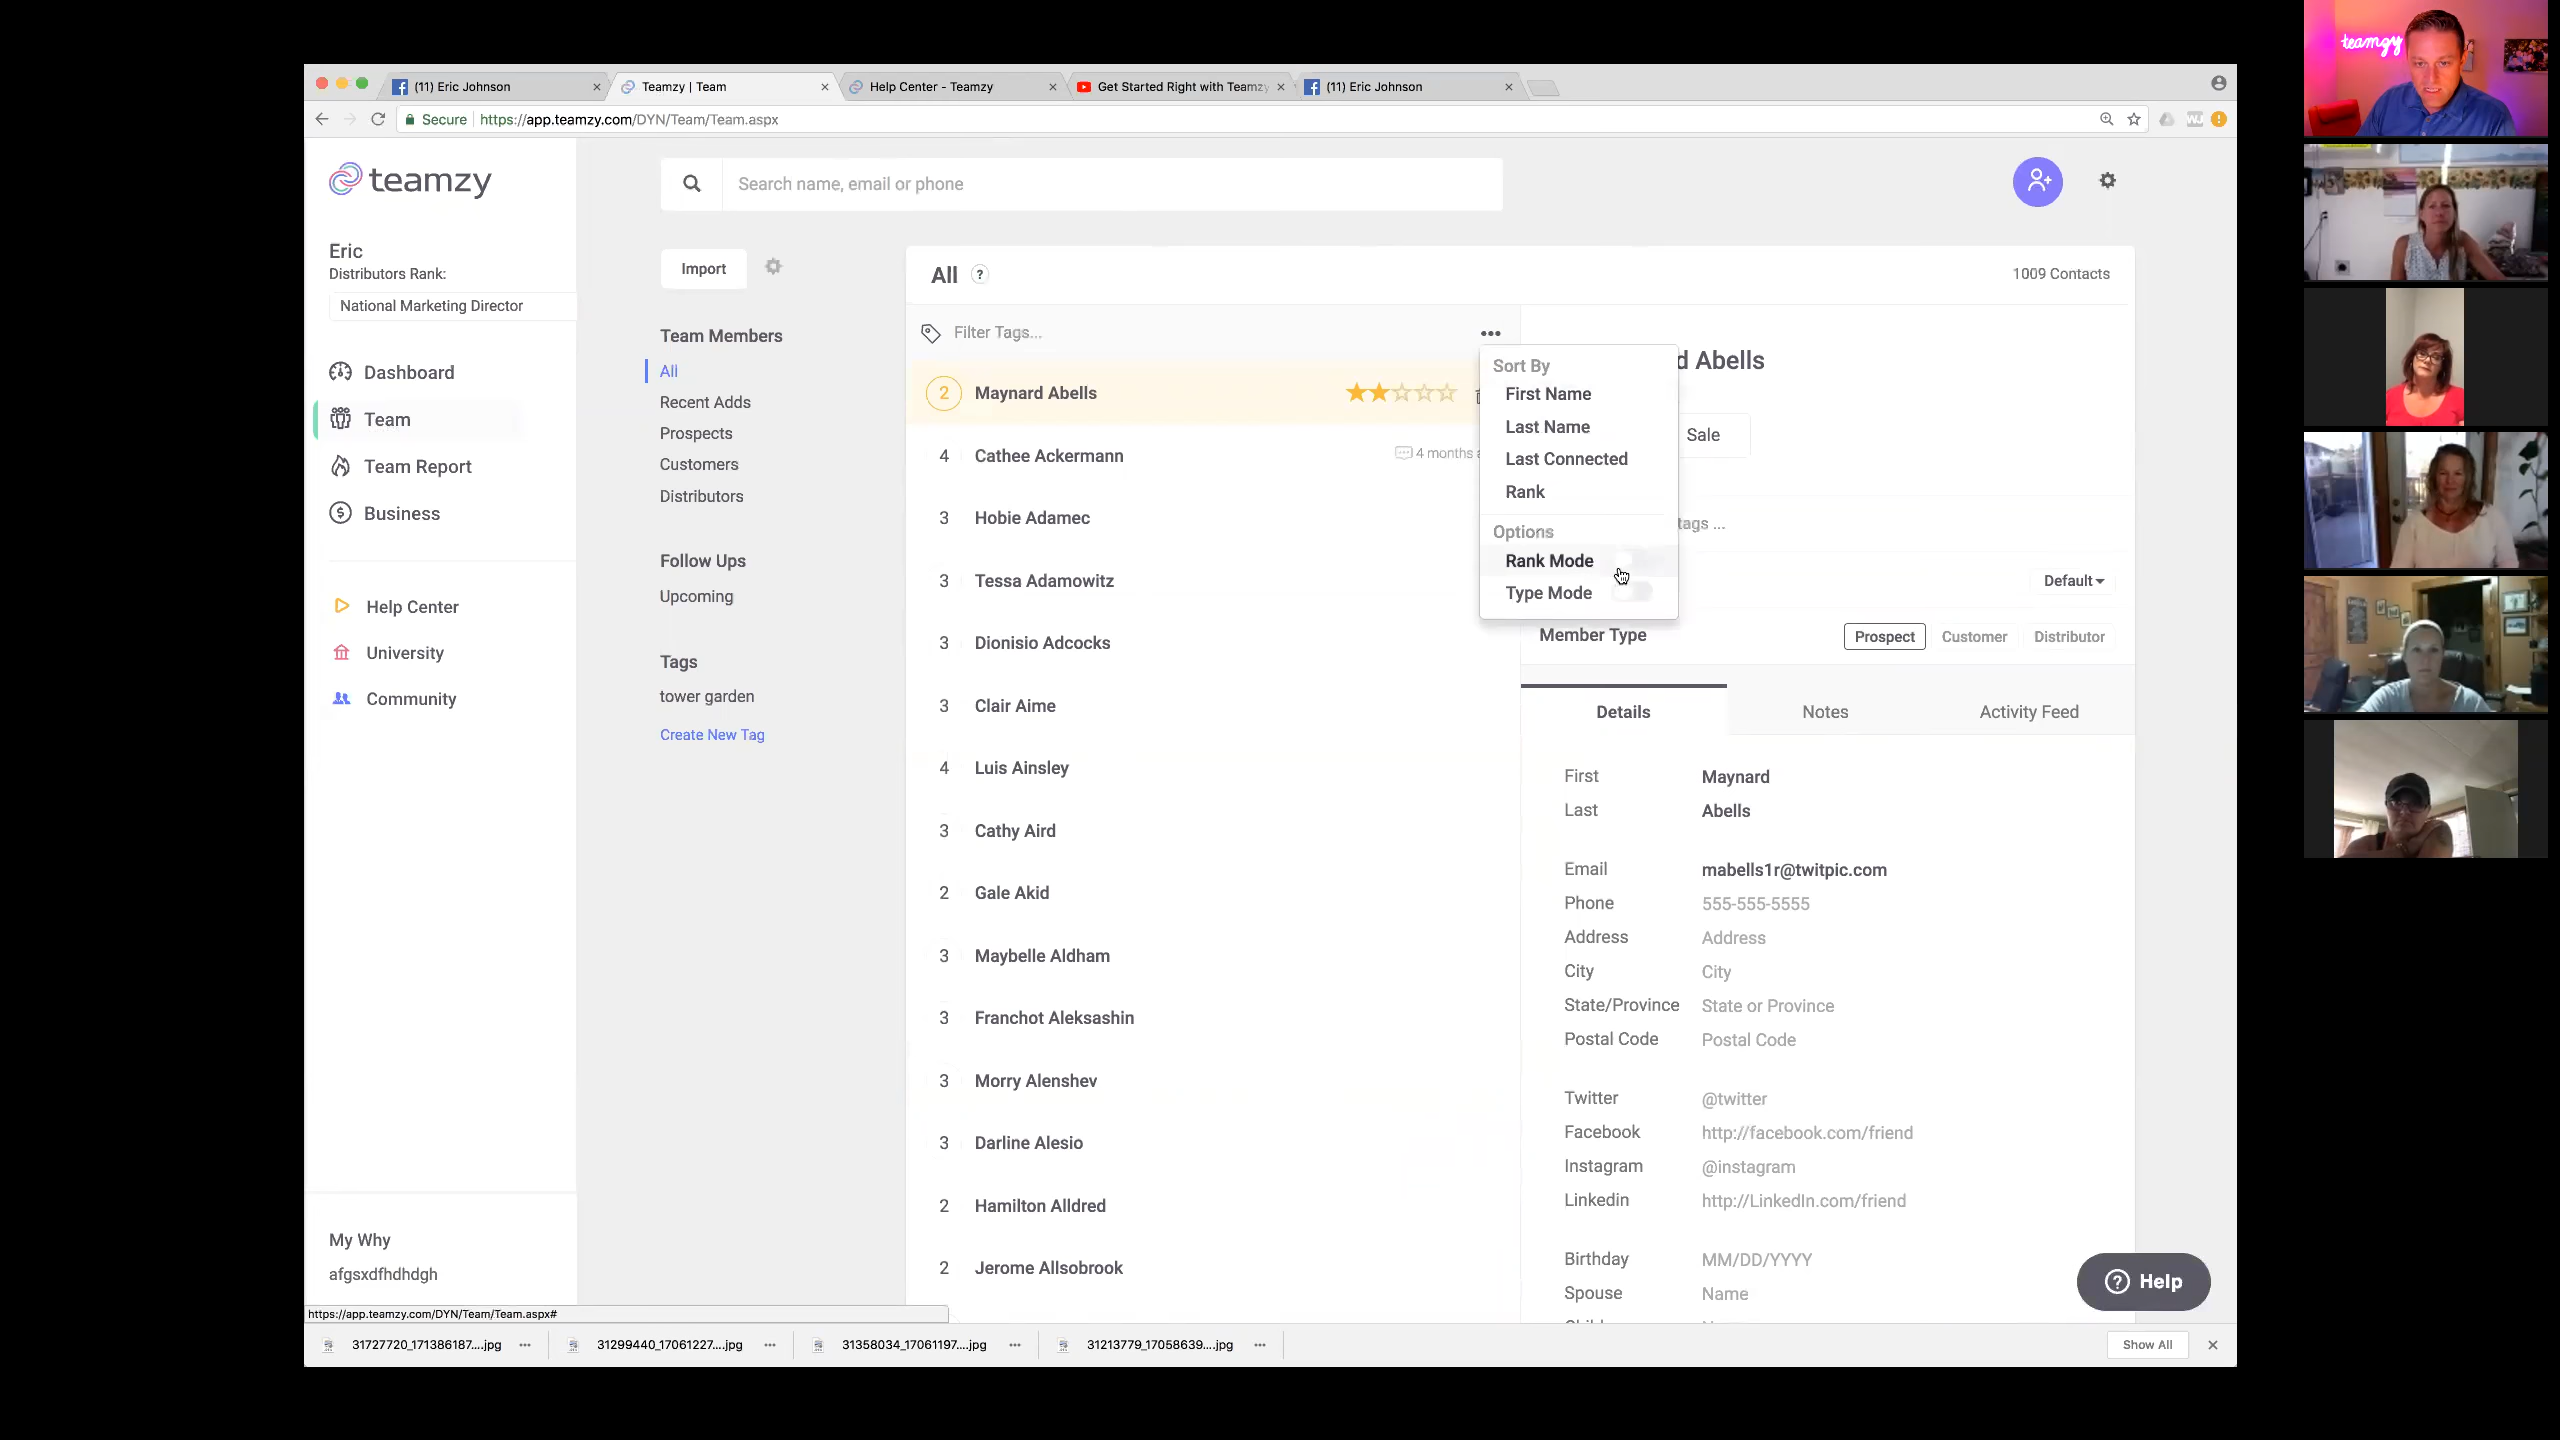 (11) Eric Johnson
Teamzy | Team
Help Center - Teamzy
Get Started Right with Teamzy
(11) Eric Johnson
Secure
https://app.teamzy.com/DYN/Team/Team.aspx
teamzy
teamzy
Search name, email or phone
Eric
Distributors Rank:
National Marketing Director
Dashboard
Team
Team Report
Business
Help Center
University
Community
My Why
afgsxdfhdhdgh
Import
Team Members
All
Recent Adds
Prospects
Customers
Distributors
Follow Ups
Upcoming
Tags
tower garden
Create New Tag
All ?
1009 Contacts
Filter Tags...
2 Maynard Abells
4 Cathee Ackermann
4 months
3 Hobie Adamec
3 Tessa Adamowitz
3 Dionisio Adcocks
3 Clair Aime
4 Luis Ainsley
3 Cathy Aird
2 Gale Akid
3 Maybelle Aldham
3 Franchot Aleksashin
3 Morry Alenshev
3 Darline Alesio
2 Hamilton Alldred
2 Jerome Allsobrook
Sort By
First Name
Last Name
Last Connected
Rank
Options
Rank Mode
Type Mode
d Abells
Sale
tags ...
Default
Member Type
Prospect
Customer
Distributor
Details
Notes
Activity Feed
First Maynard
Last Abells
Email mabells1r@twitpic.com
Phone 555-555-5555
Address Address
City City
State/Province State or Province
Postal Code Postal Code
Twitter @twitter
Facebook http://facebook.com/friend
Instagram @instagram
Linkedin http://LinkedIn.com/friend
Birthday MM/DD/YYYY
Spouse Name
? Help
https://app.teamzy.com/DYN/Team/Team.aspx#
31727720_171386187....jpg
31299440_17061227....jpg
31358034_17061197....jpg
31213779_17058639....jpg
Show All